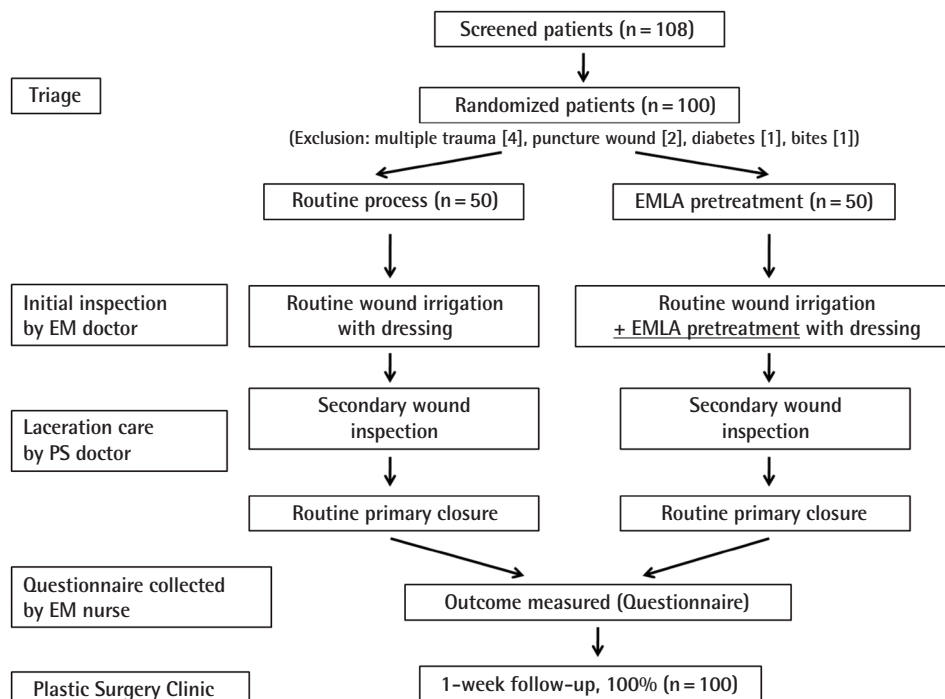 Screened patients (n = 108)
Triage
Randomized patients (n = 100)
(Exclusion: multiple trauma [4], puncture wound [2], diabetes [1], bites [1])
Routine process (n = 50)
EMLA pretreatment (n = 50)
Initial inspection
by EM doctor
Routine wound irrigation
with dressing
Routine wound irrigation
+ EMLA pretreatment with dressing
Laceration care
by PS doctor
Secondary wound
inspection
Secondary wound
inspection
Routine primary closure
Routine primary closure
Questionnaire collected
by EM nurse
Outcome measured (Questionnaire)
Plastic Surgery Clinic
1-week follow-up, 100% (n = 100)